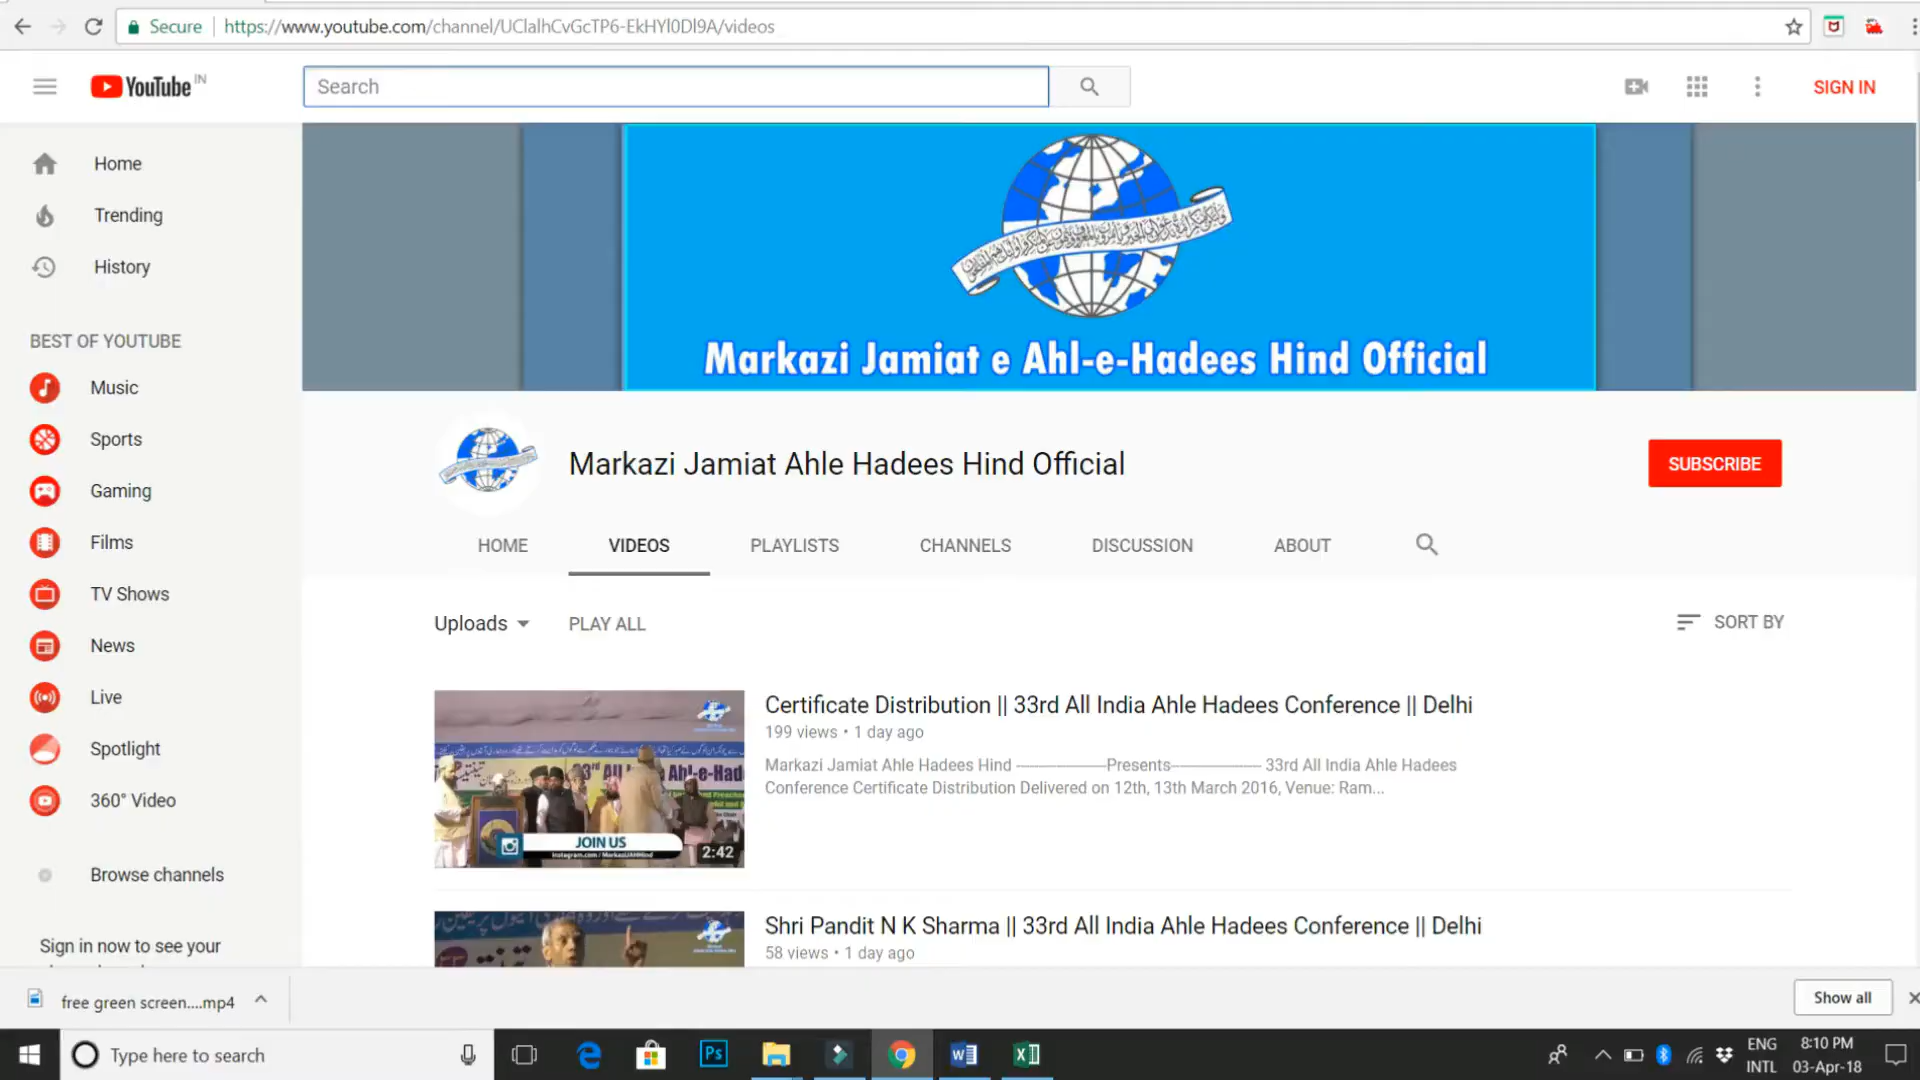 Secure https://www.youtube.com/channel/UClalhCvGcTP6-EkHYl0Dl9A/videos
YouTube IN
Search
SIGN IN
Home
Trending
History
BEST OF YOUTUBE
Music
Sports
Gaming
Films
TV Shows
News
Live
Spotlight
360° Video
Browse channels
Sign in now to see your
Markazi Jamiat e Ahl-e-Hadees Hind Official
Markazi Jamiat Ahle Hadees Hind Official
SUBSCRIBE
HOME VIDEOS PLAYLISTS CHANNELS DISCUSSION ABOUT
Uploads PLAY ALL
SORT BY
33rd All India Ahl-e-Had
JOIN US
2:42
Certificate Distribution || 33rd All India Ahle Hadees Conference || Delhi
199 views • 1 day ago
Markazi Jamiat Ahle Hadees Hind -----------------Presents----------------- 33rd All India Ahle Hadees
Conference Certificate Distribution Delivered on 12th, 13th March 2016, Venue: Ram...
Shri Pandit N K Sharma || 33rd All India Ahle Hadees Conference || Delhi
58 views • 1 day ago
free green screen....mp4
Show all
Type here to search
Ps
ENG
INTL
8:10 PM
03-Apr-18